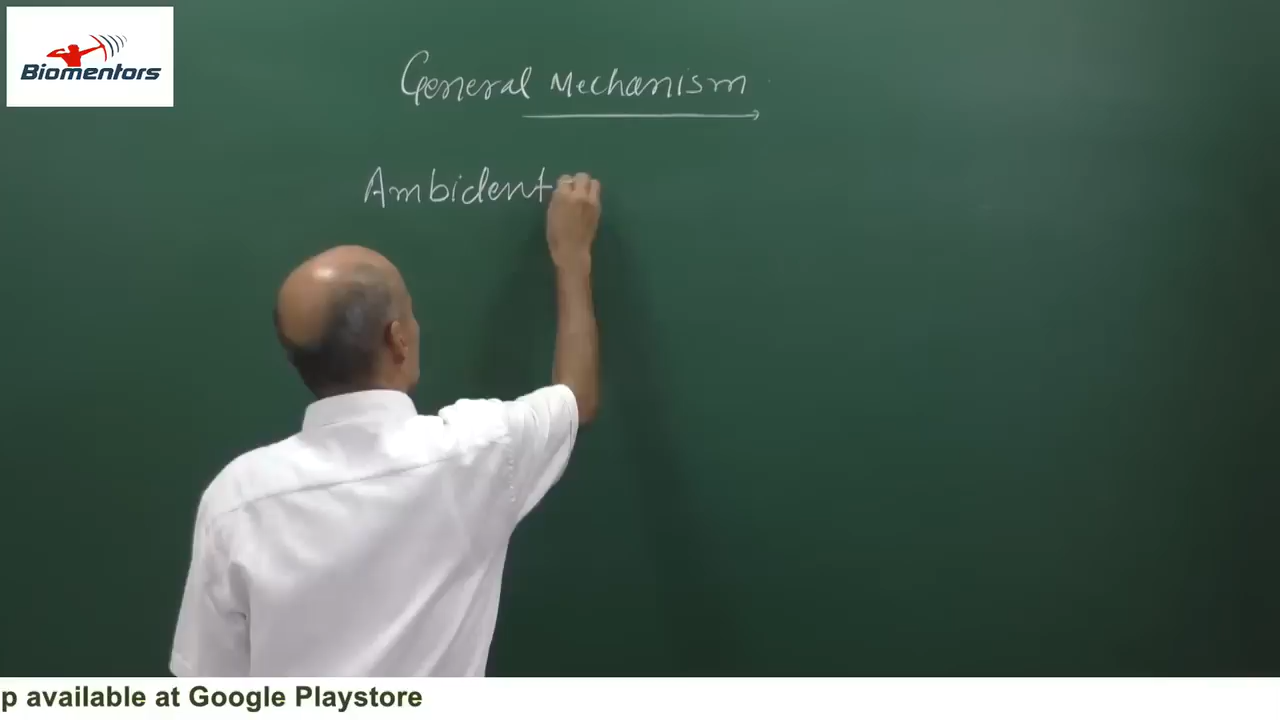 Biomentors
General Mechanism
Ambident
p available at Google Playstore